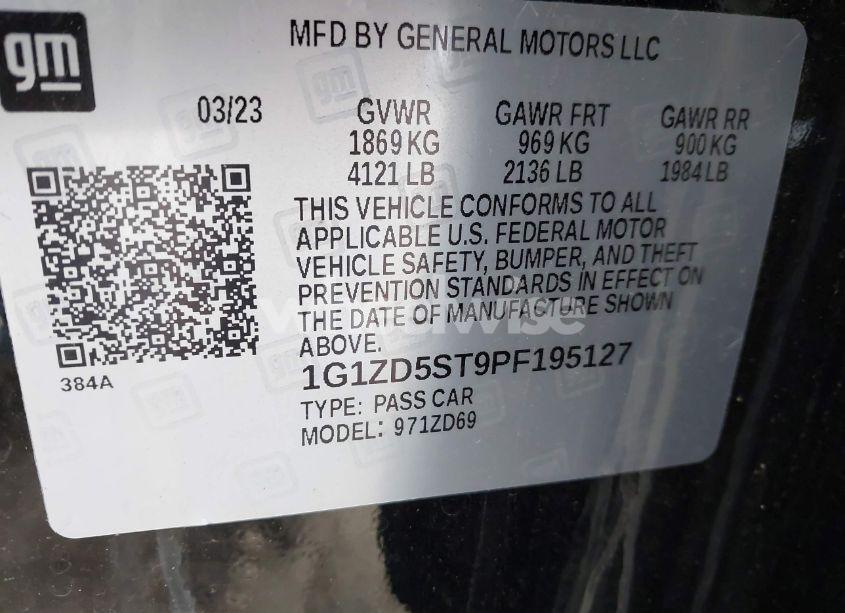 gm
MFD BY GENERAL MOTORS LLC
03/23 GVWR GAWR FRT GAWR RR
1869 KG 969 KG 900 KG
4121 LB 2136 LB 1984 LB
THIS VEHICLE CONFORMS TO ALL
APPLICABLE U.S. FEDERAL MOTOR
VEHICLE SAFETY, BUMPER, AND THEFT
PREVENTION STANDARDS IN EFFECT ON
THE DATE OF MANUFACTURE SHOWN
ABOVE.
384A
1G1ZD5ST9PF195127
TYPE: PASS CAR
MODEL: 971ZD69